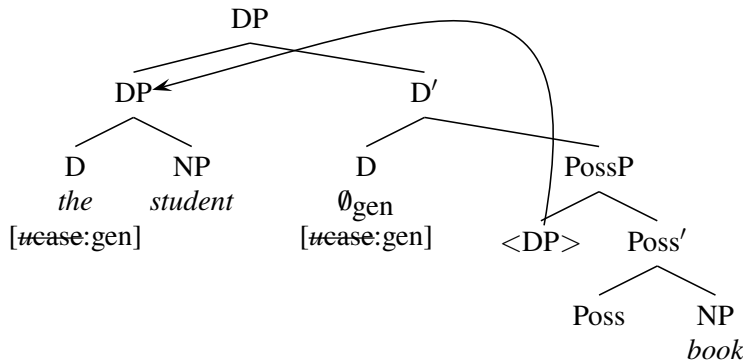 DP
DP D′
D NP D PossP
the student ∅gen
[ucase:gen] [ucase:gen] <DP> Poss′
Poss NP
book